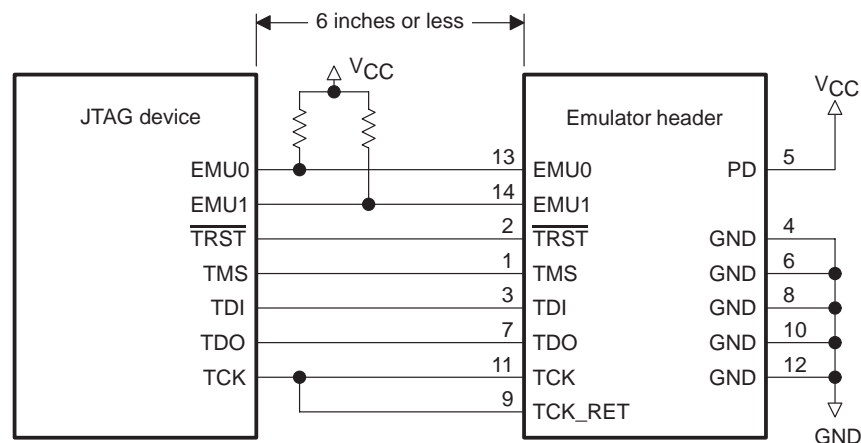 6 inches or less
VCC
VCC
JTAG device
Emulator header
EMU0 13 EMU0 PD 5
EMU1 14 EMU1
TRST 2 TRST GND 4
TMS 1 TMS GND 6
TDI 3 TDI GND 8
TDO 7 TDO GND 10
TCK 11 TCK GND 12
9 TCK_RET
GND